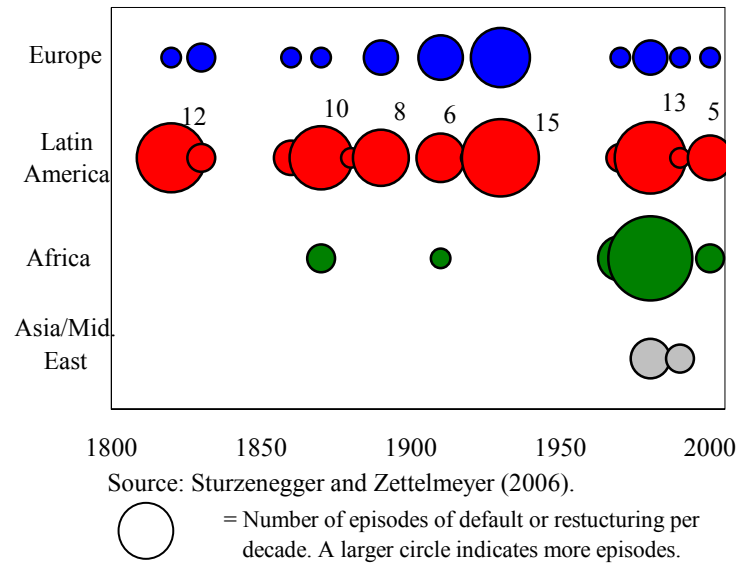 Europe
12
10
8
6
15
13
5
Latin
America
Africa
Asia/Mid.
East
1800 1850 1900 1950 2000
Source: Sturzenegger and Zettelmeyer (2006).
= Number of episodes of default or restucturing per
decade. A larger circle indicates more episodes.